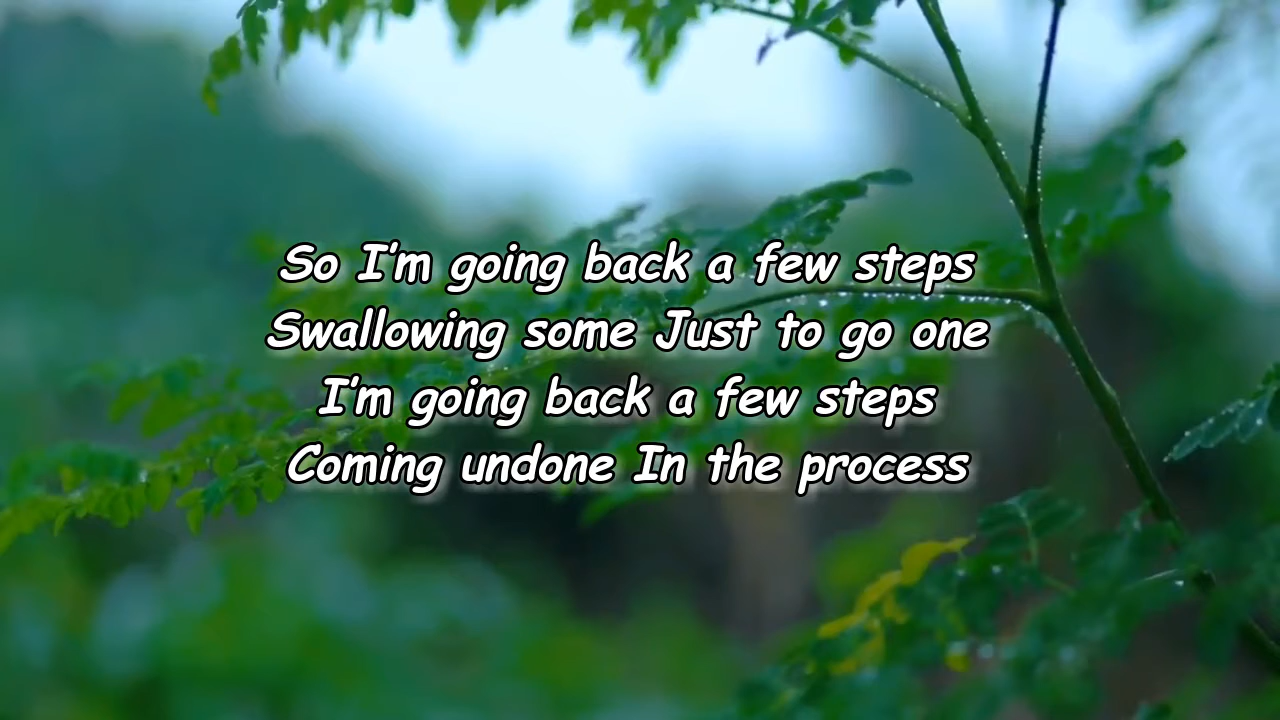 So I'm going back a few steps
Swallowing some Just to go one
I'm going back a few steps
Coming undone In the process